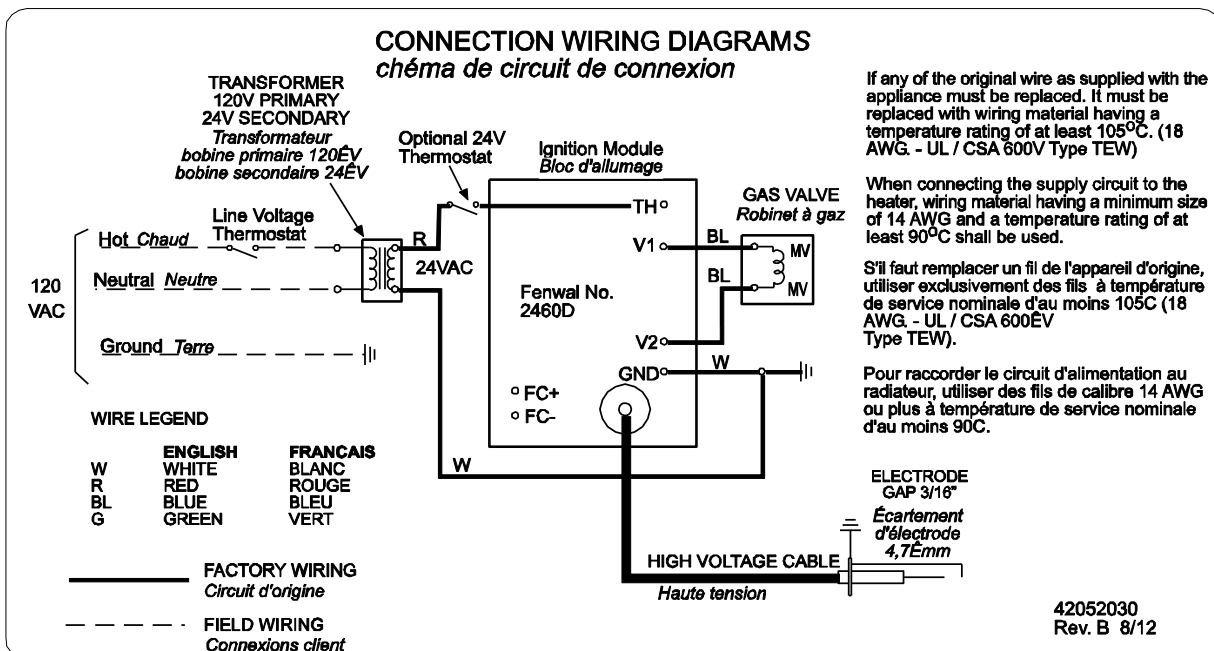 CONNECTION WIRING DIAGRAMS
chéma de circuit de connexion
TRANSFORMER
120V PRIMARY
24V SECONDARY
Transformateur
bobine primaire 120ÊV
bobine secondaire 24ÊV
Optional 24V
Thermostat
Ignition Module
Bloc d'allumage
GAS VALVE
Robinet à gaz
Line Voltage
Thermostat
Hot Chaud
Neutral Neutre
120
VAC
Ground Terre
R
24VAC
TH
V1
BL
MV
BL
MV
Fenwal No.
2460D
V2
GND
W
FC+
FC-
W
WIRE LEGEND
ENGLISH FRANCAIS
W WHITE BLANC
R RED ROUGE
BL BLUE BLEU
G GREEN VERT
FACTORY WIRING
Circuit d'origine
FIELD WIRING
Connexions client
HIGH VOLTAGE CABLE
Haute tension
ELECTRODE
GAP 3/16"
Écartement
d'électrode
4,7Êmm
If any of the original wire as supplied with the
appliance must be replaced. It must be
replaced with wiring material having a
temperature rating of at least 105°C. (18
AWG. - UL / CSA 600V Type TEW)
When connecting the supply circuit to the
heater, wiring material having a minimum size
of 14 AWG and a temperature rating of at
least 90°C shall be used.
S'il faut remplacer un fil de l'appareil d'origine,
utiliser exclusivement des fils à température
de service nominale d'au moins 105C (18
AWG. - UL / CSA 600ÊV
Type TEW).
Pour raccorder le circuit d'alimentation au
radiateur, utiliser des fils de calibre 14 AWG
ou plus à température de service nominale
d'au moins 90C.
42052030
Rev. B 8/12